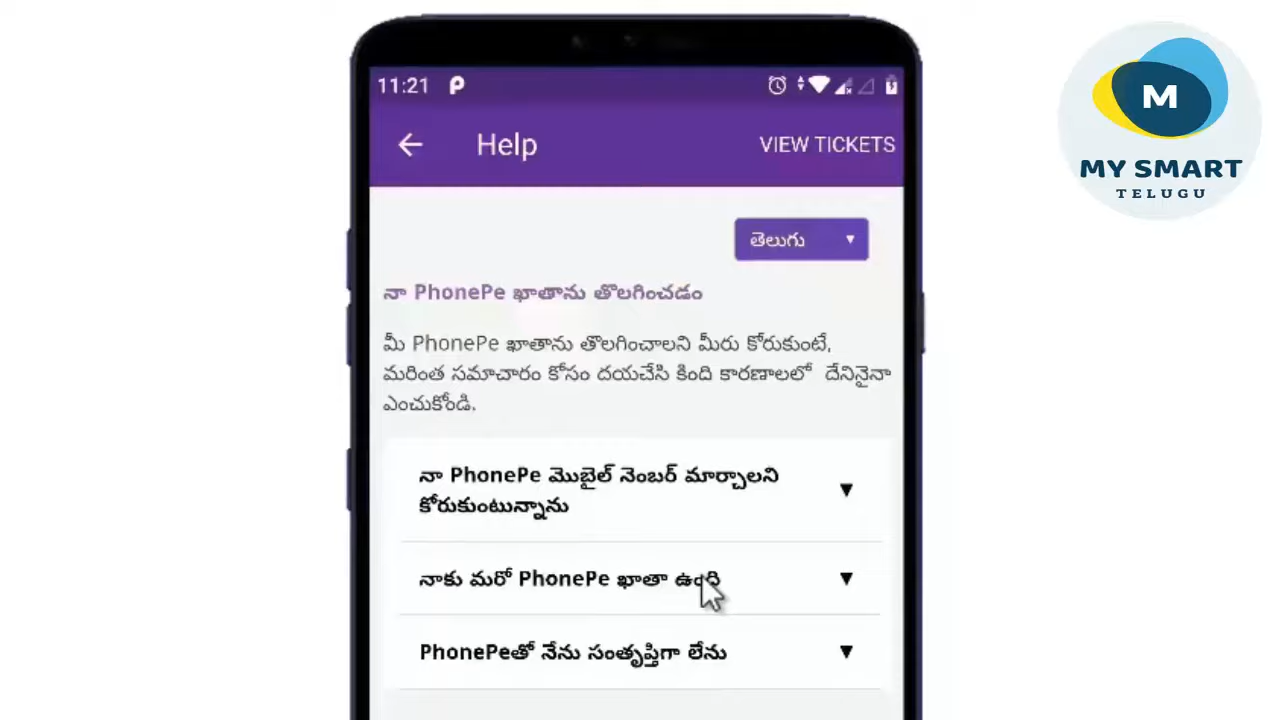 11:21
Help
VIEW TICKETS
M
MY SMART
TELUGU
తెలుగు
నా PhonePe ఖాతాను తొలగించడం
మీ PhonePe ఖాతాను తొలగించాలని మీరు కోరుకుంటే,
మరింత సమాచారం కోసం దయచేసి కింది కారణాలలో దేనినైనా
ఎంచుకోండి.
నా PhonePe మొబైల్ నెంబర్ మార్చాలని
కోరుకుంటున్నాను
నాకు మరో PhonePe ఖాతా ఉంది
PhonePeతో నేను సంతృప్తిగా లేను